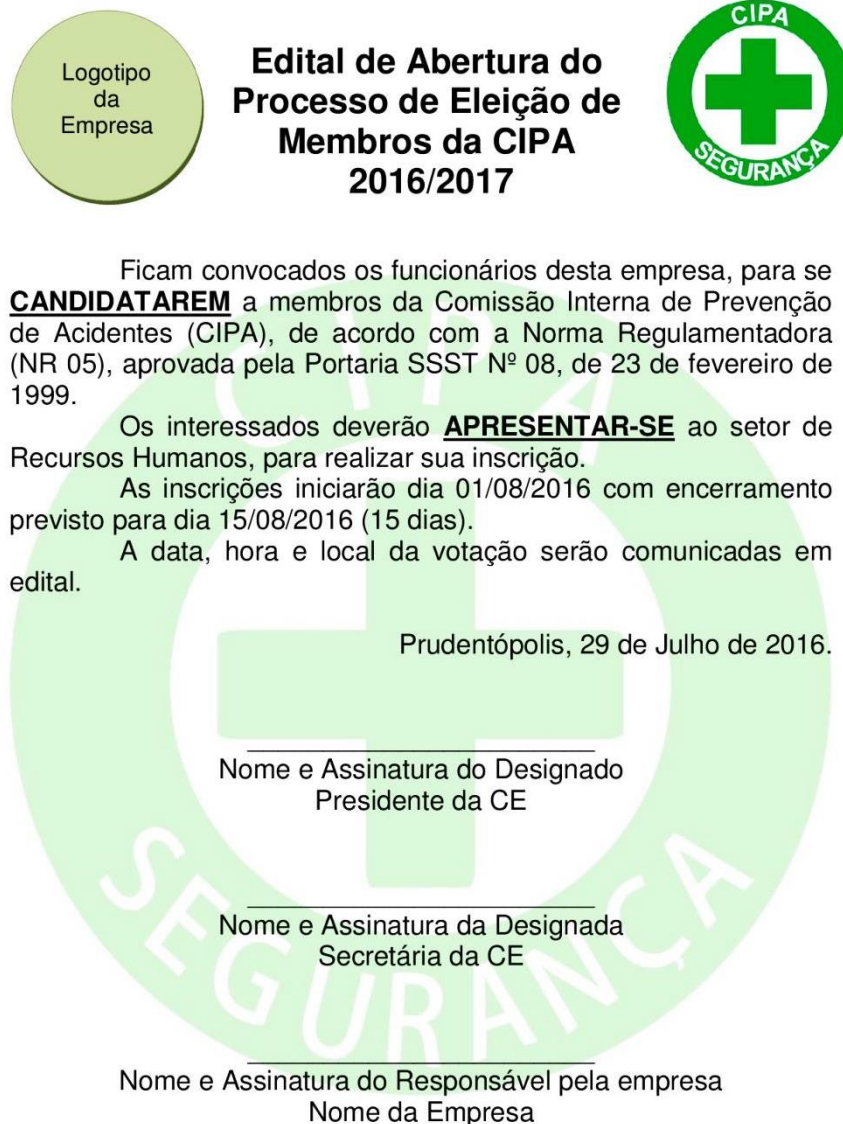 Logotipo
da
Empresa
Edital de Abertura do
Processo de Eleição de
Membros da CIPA
2016/2017
CIPA
SEGURANÇA
Ficam convocados os funcionários desta empresa, para se
CANDIDATAREM a membros da Comissão Interna de Prevenção
de Acidentes (CIPA), de acordo com a Norma Regulamentadora
(NR 05), aprovada pela Portaria SSST Nº 08, de 23 de fevereiro de
1999.
Os interessados deverão APRESENTAR-SE ao setor de
Recursos Humanos, para realizar sua inscrição.
As inscrições iniciarão dia 01/08/2016 com encerramento
previsto para dia 15/08/2016 (15 dias).
A data, hora e local da votação serão comunicadas em
edital.
Prudentópolis, 29 de Julho de 2016.
Nome e Assinatura do Designado
Presidente da CE
Nome e Assinatura da Designada
Secretária da CE
Nome e Assinatura do Responsável pela empresa
Nome da Empresa
CIPA
SEGURANÇA